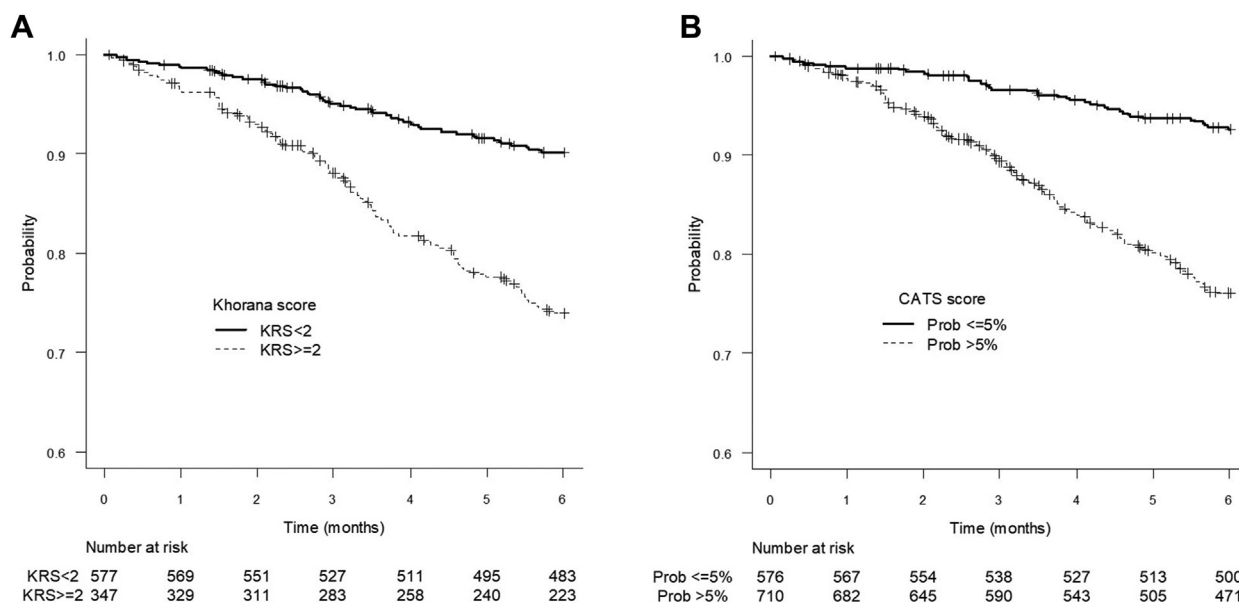 A
1.0
0.9
0.8
0.7
0.6
Probability
Khorana score
KRS<2
KRS>=2
0 1 2 3 4 5 6
Time (months)
Number at risk
KRS<2 577 569 551 527 511 495 483
KRS>=2 347 329 311 283 258 240 223
B
1.0
0.9
0.8
0.7
0.6
Probability
CATS score
Prob <=5%
Prob >5%
0 1 2 3 4 5 6
Time (months)
Number at risk
Prob <=5% 576 567 554 538 527 513 500
Prob >5% 710 682 645 590 543 505 471